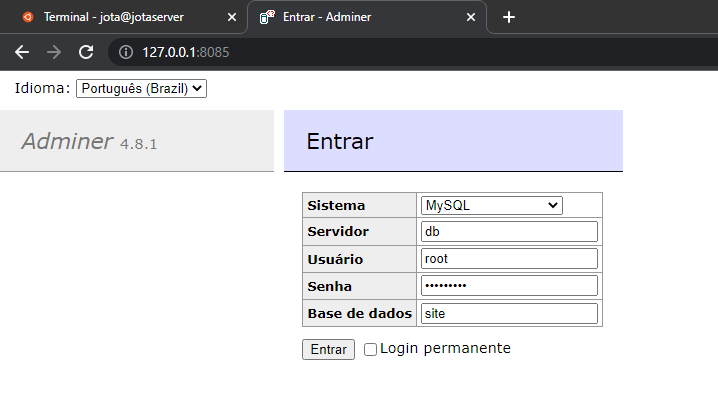 Terminal - jota@jotaserver
Entrar - Adminer
127.0.0.1:8085
Idioma: Português (Brazil)
Adminer 4.8.1
Entrar
Sistema MySQL
Servidor db
Usuário root
Senha •••••••••
Base de dados site
Entrar Login permanente